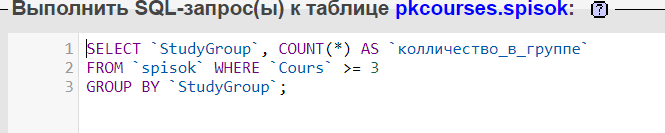 Выполнить SQL-запрос(ы) к таблице pkcourses.spisok: ?
1 SELECT `StudyGroup`, COUNT(*) AS `колличество_в_группе`
2 FROM `spisok` WHERE `Cours` >= 3
3 GROUP BY `StudyGroup`;